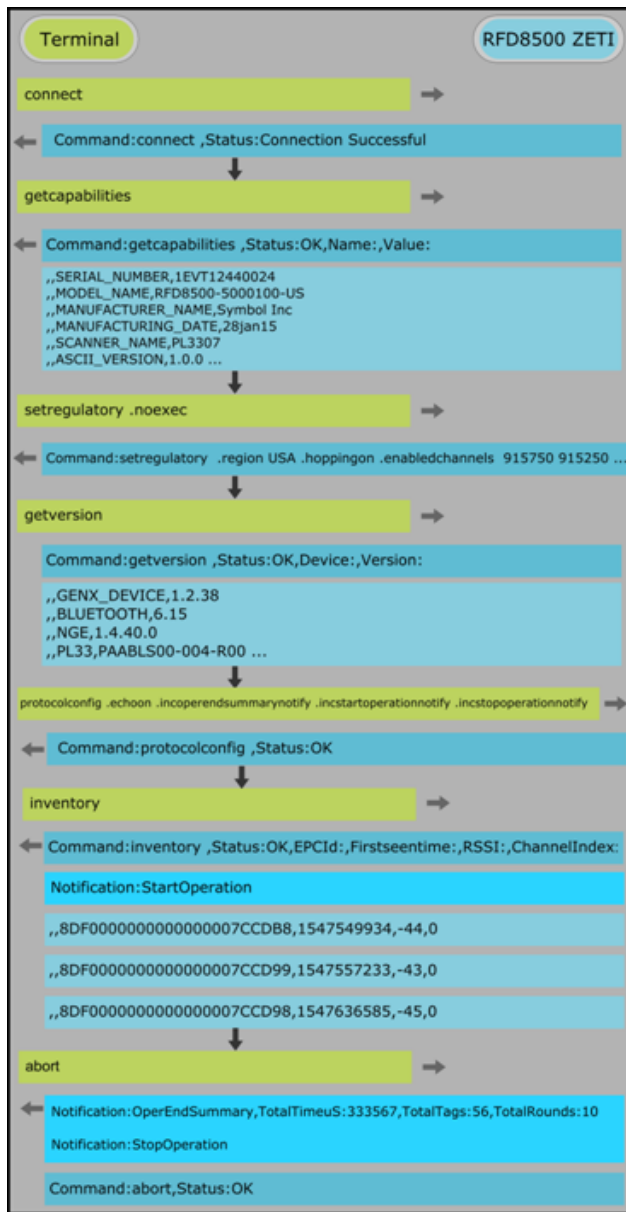 Terminal
RFD8500 ZETI
connect
Command:connect ,Status:Connection Successful
getcapabilities
Command:getcapabilities ,Status:OK,Name:,Value:
,,SERIAL_NUMBER,1EVT12440024
,,MODEL_NAME,RFD8500-5000100-US
,,MANUFACTURER_NAME,Symbol Inc
,,MANUFACTURING_DATE,28jan15
,,SCANNER_NAME,PL3307
,,ASCII_VERSION,1.0.0 ...
setregulatory .noexec
Command:setregulatory .region USA .hoppingon .enabledchannels 915750 915250 ...
getversion
Command:getversion ,Status:OK,Device:,Version:
,,GENX_DEVICE,1.2.38
,,BLUETOOTH,6.15
,,NGE,1.4.40.0
,,PL33,PAABLS00-004-R00 ...
protocolconfig .echoon .incoperendsummarynotify .incstartoperationnotify .incstopoperationnotify
Command:protocolconfig ,Status:OK
inventory
Command:inventory ,Status:OK,EPCId:,Firstseentime:,RSSI:,ChannelIndex:
Notification:StartOperation
,,8DF0000000000000007CCDB8,1547549934,-44,0
,,8DF0000000000000007CCD99,1547557233,-43,0
,,8DF0000000000000007CCD98,1547636585,-45,0
abort
Notification:OperEndSummary,TotalTimeuS:333567,TotalTags:56,TotalRounds:10
Notification:StopOperation
Command:abort,Status:OK